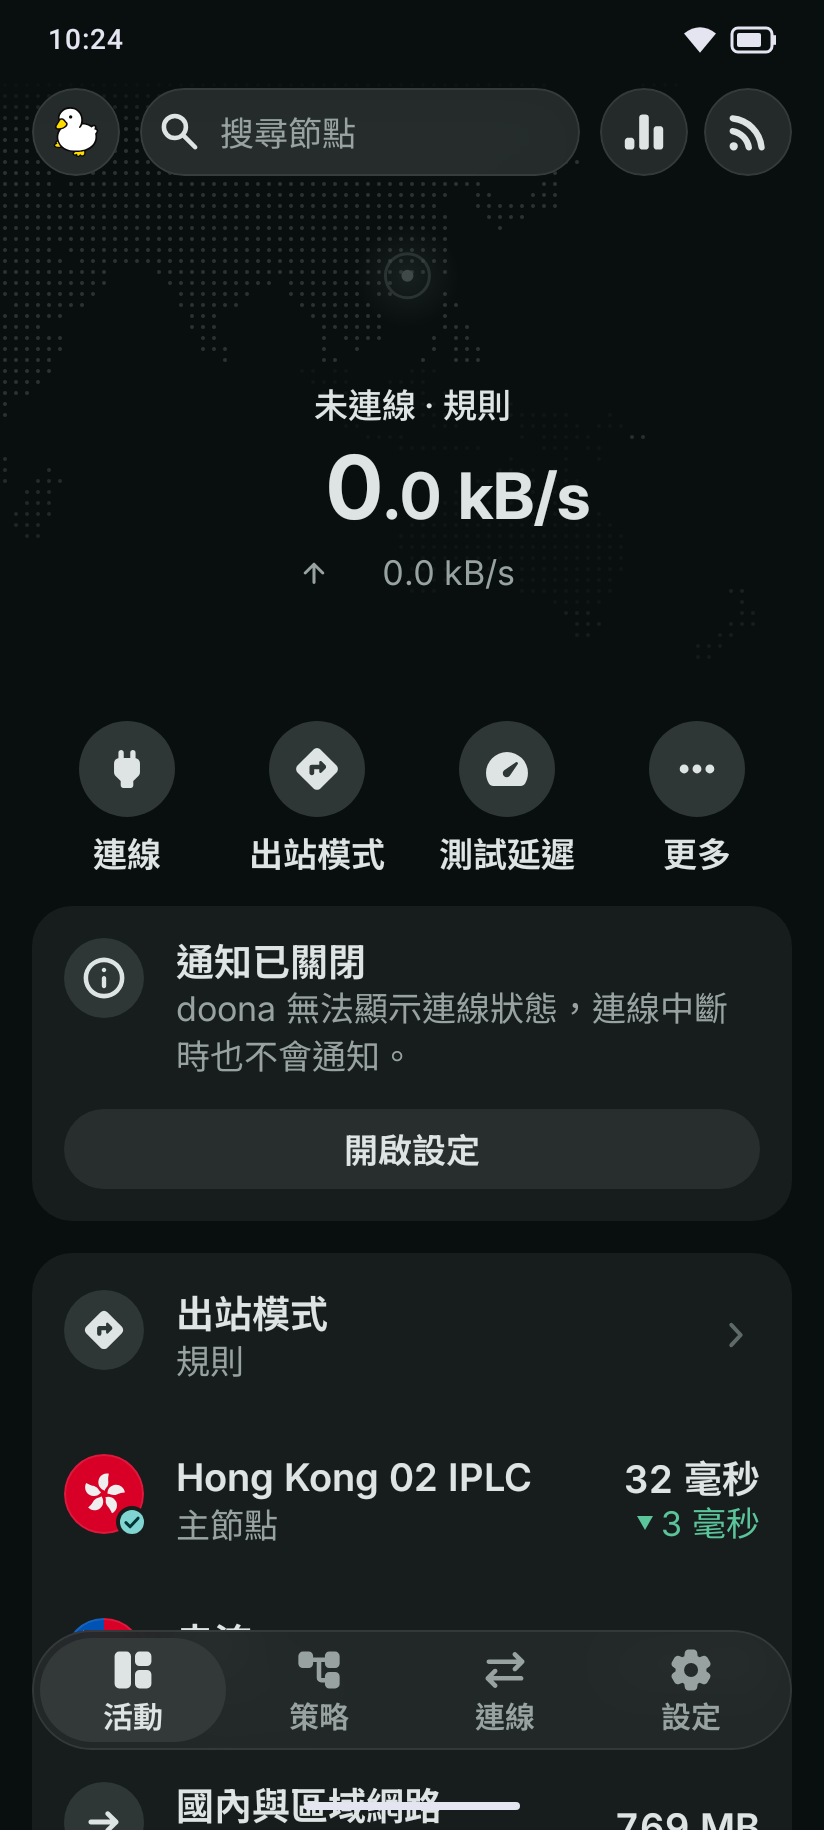 10:24
搜尋節點
未連線 · 規則
0.0 kB/s
↑ 0.0 kB/s
連線
出站模式
測試延遲
更多
通知已關閉
doona 無法顯示連線狀態，連線中斷
時也不會通知。
開啟設定
出站模式
規則
Hong Kong 02 IPLC
32 毫秒
主節點
▼3 毫秒
活動
策略
連線
設定
國內與區域網路
769 MB